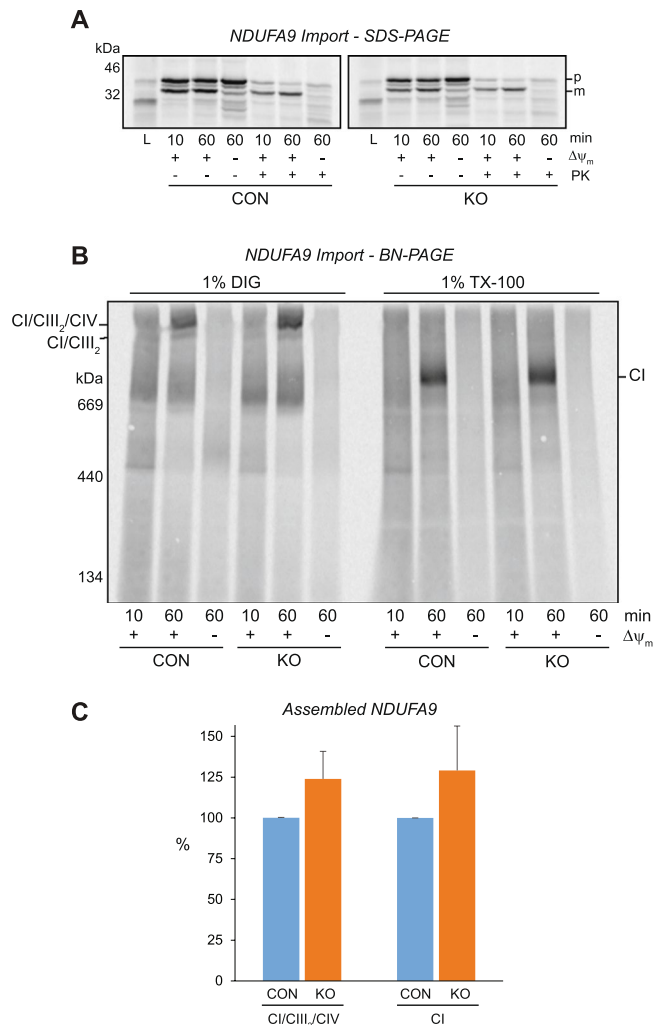 A
NDUFA9 Import - SDS-PAGE
kDa
46
32
p
m
L 10 60 60 10 60 60 L 10 60 60 10 60 60 min
+ + - + + - + + - + + - Δψm
- - - + + + - - - + + + PK
CON KO
B
NDUFA9 Import - BN-PAGE
1% DIG 1% TX-100
CI/CIII₂/CIV
CI/CIII₂
kDa
669
440
134
CI
10 60 60 10 60 60 10 60 60 10 60 60 min
+ + - + + - + + - + + - Δψm
CON KO CON KO
C
Assembled NDUFA9
150
125
100
75
50
25
0
%
CON KO CON KO
CI/CIII₂/CIV CI